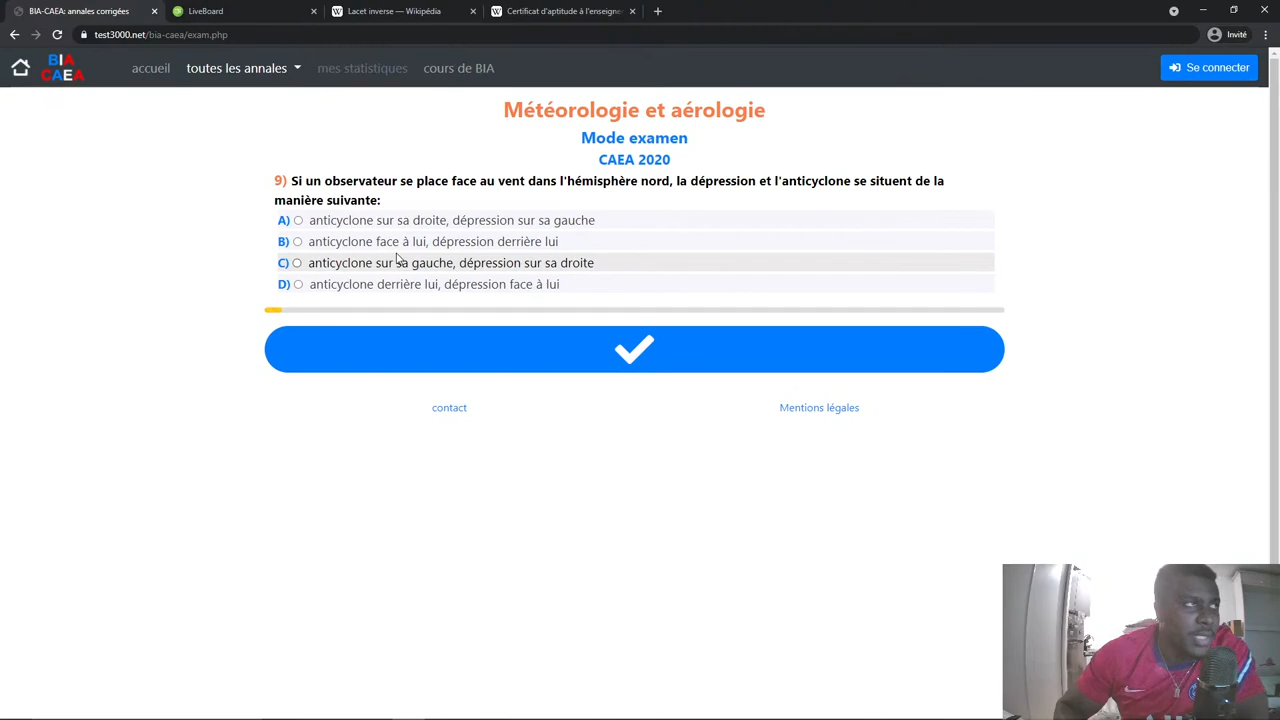 BIA-CAEA: annales corrigées
LiveBoard
Lacet inverse — Wikipédia
Certificat d'aptitude à l'enseigne
test3000.net/bia-caea/exam.php
Invité
BIA
CAEA
accueil
toutes les annales
mes statistiques
cours de BIA
Se connecter
Météorologie et aérologie
Mode examen
CAEA 2020
9) Si un observateur se place face au vent dans l'hémisphère nord, la dépression et l'anticyclone se situent de la
manière suivante:
A) anticyclone sur sa droite, dépression sur sa gauche
B) anticyclone face à lui, dépression derrière lui
C) anticyclone sur sa gauche, dépression sur sa droite
D) anticyclone derrière lui, dépression face à lui
contact
Mentions légales